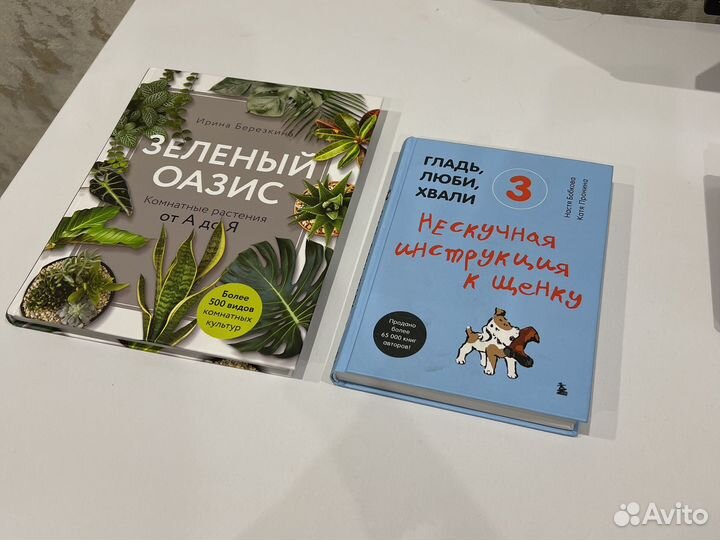 Ирина Березкина
ЗЕЛЕНЫЙ
ОАЗИС
Комнатные растения
от А до Я
Более
500 видов
комнатных
культур
ГЛАДЬ,
ЛЮБИ,
ХВАЛИ
3
Настя Бобкова
Катя Пронина
НЕСКУЧНАЯ
ИНСТРУКЦИЯ
К ЩЕНКУ
Продано
более
65 000 книг
авторов!
Avito